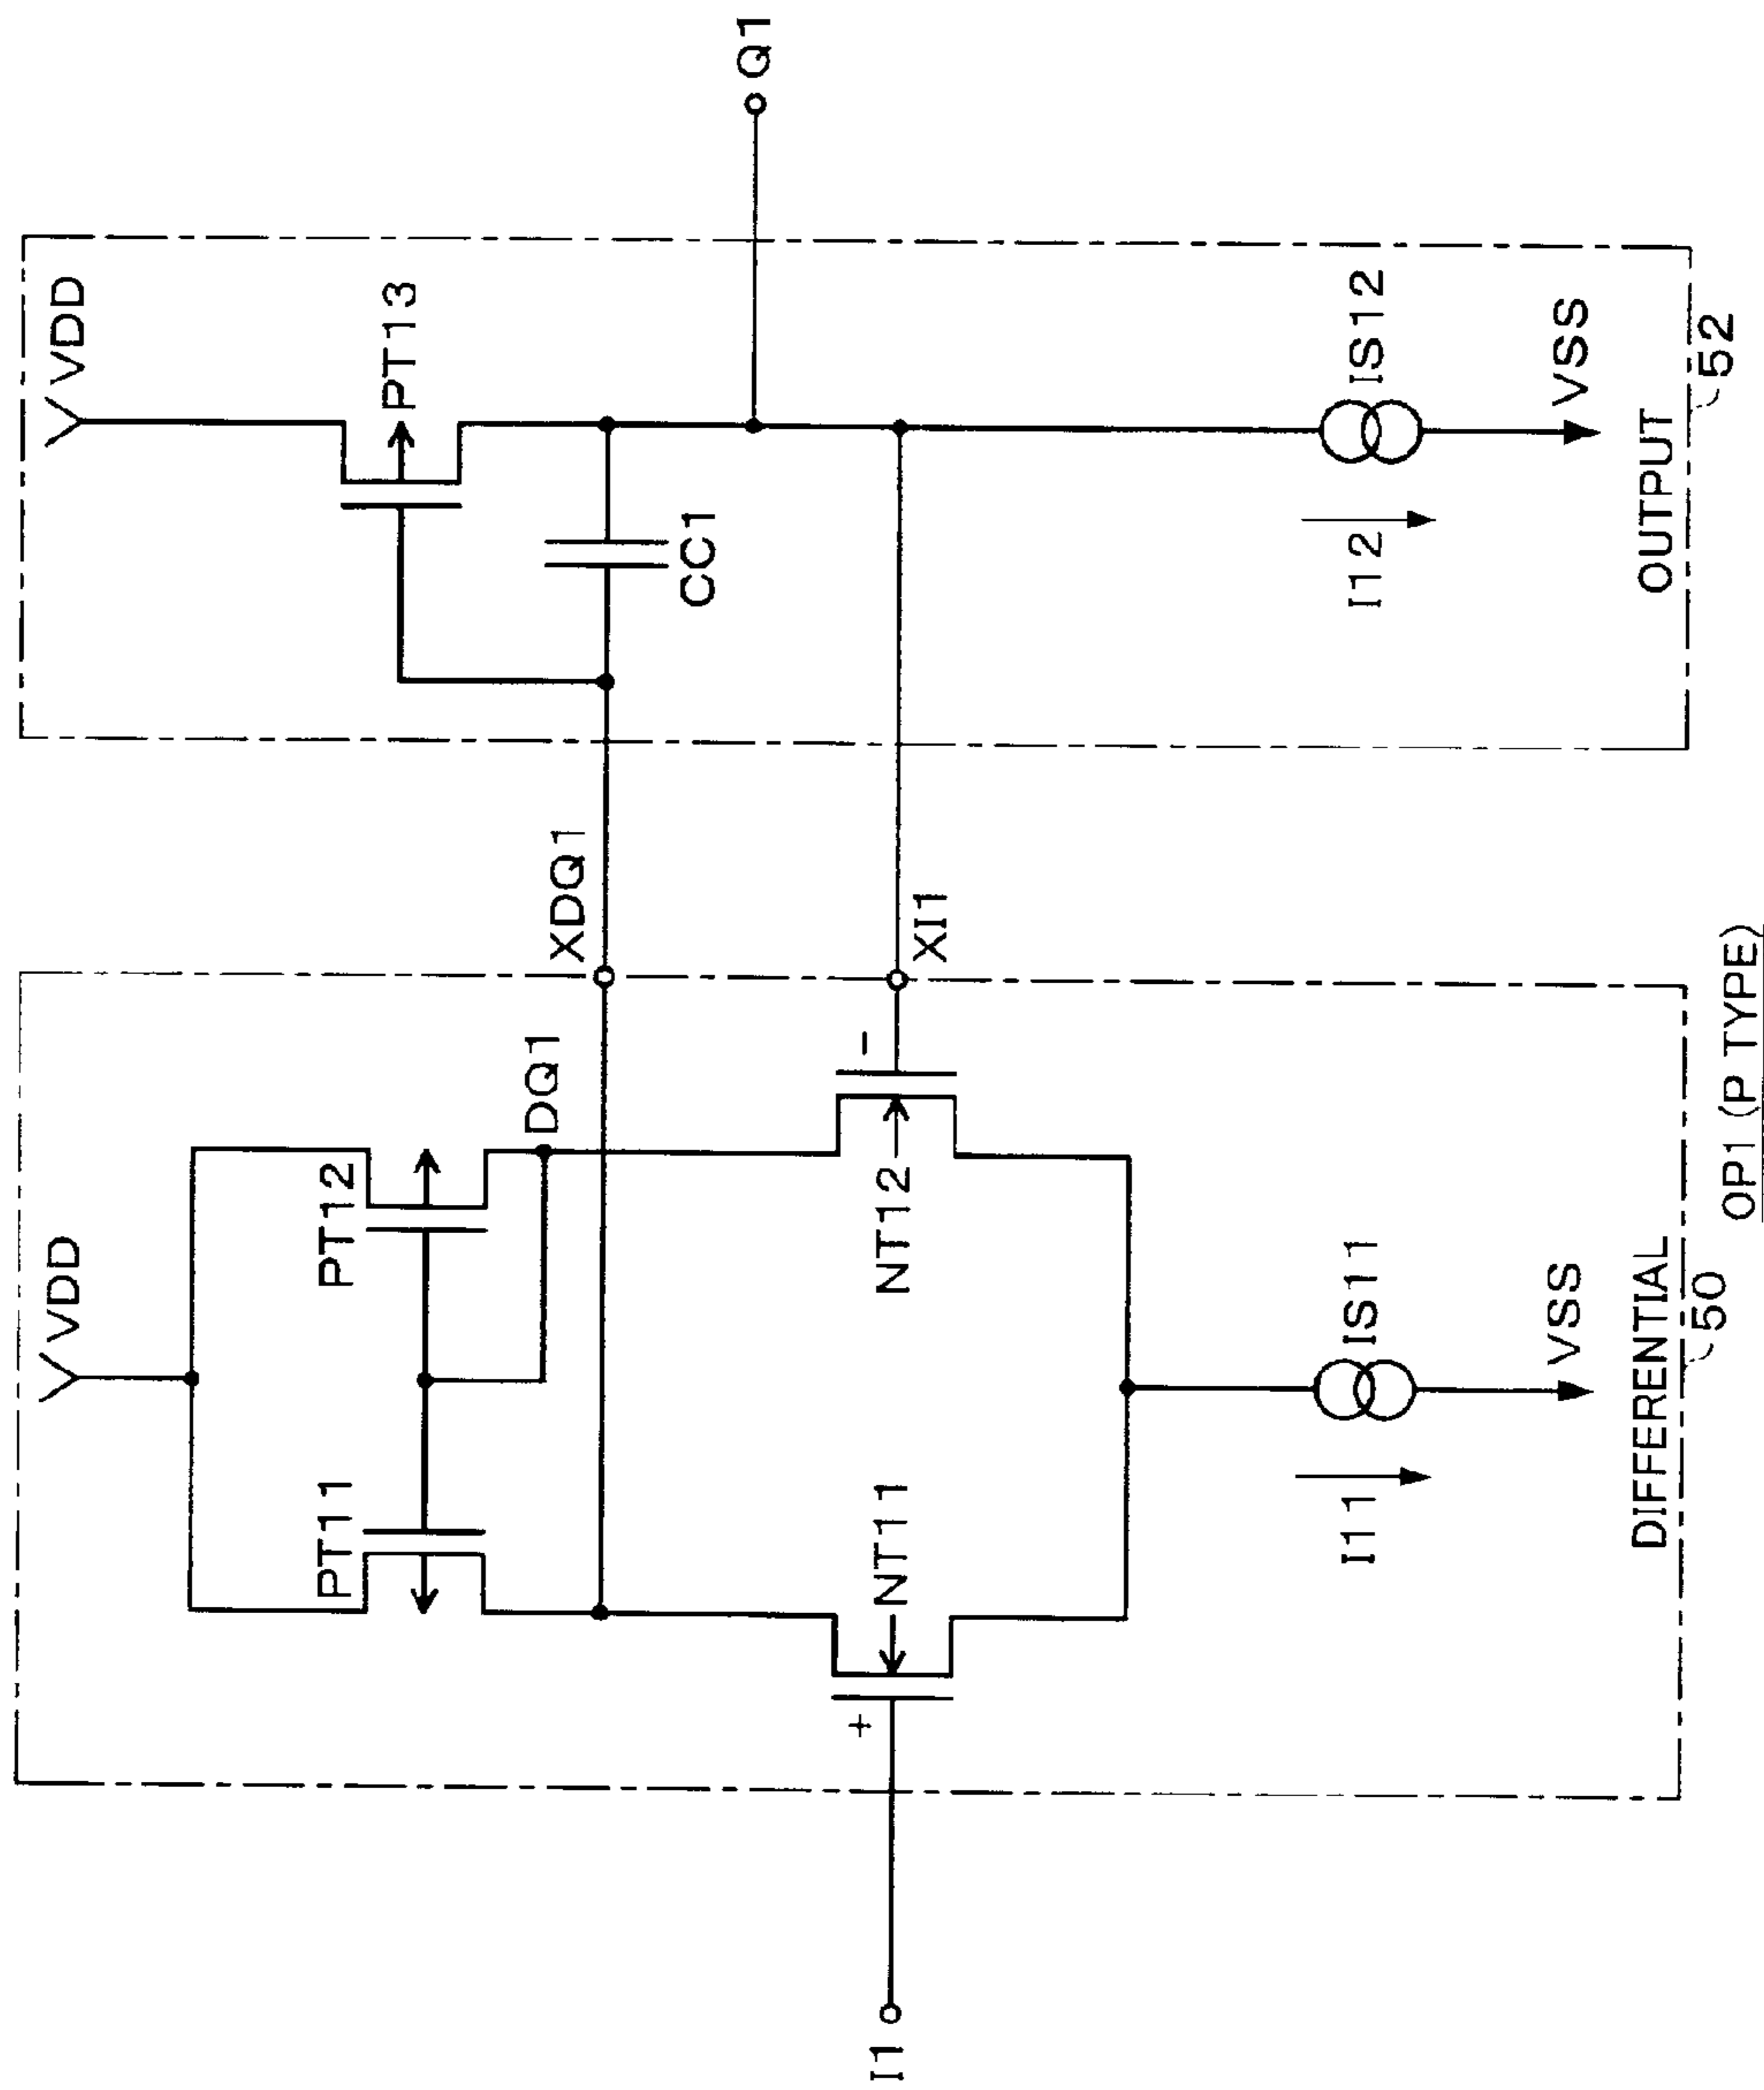 VDD
VDD
PT11
PT12
PT13
DQ1
XDQ1
CC1
Q1
I1
+
NT11
NT12
−
XI1
I11
IS11
I12
IS12
VSS
VSS
DIFFERENTIAL
OUTPUT
50
52
OP1 (P TYPE)